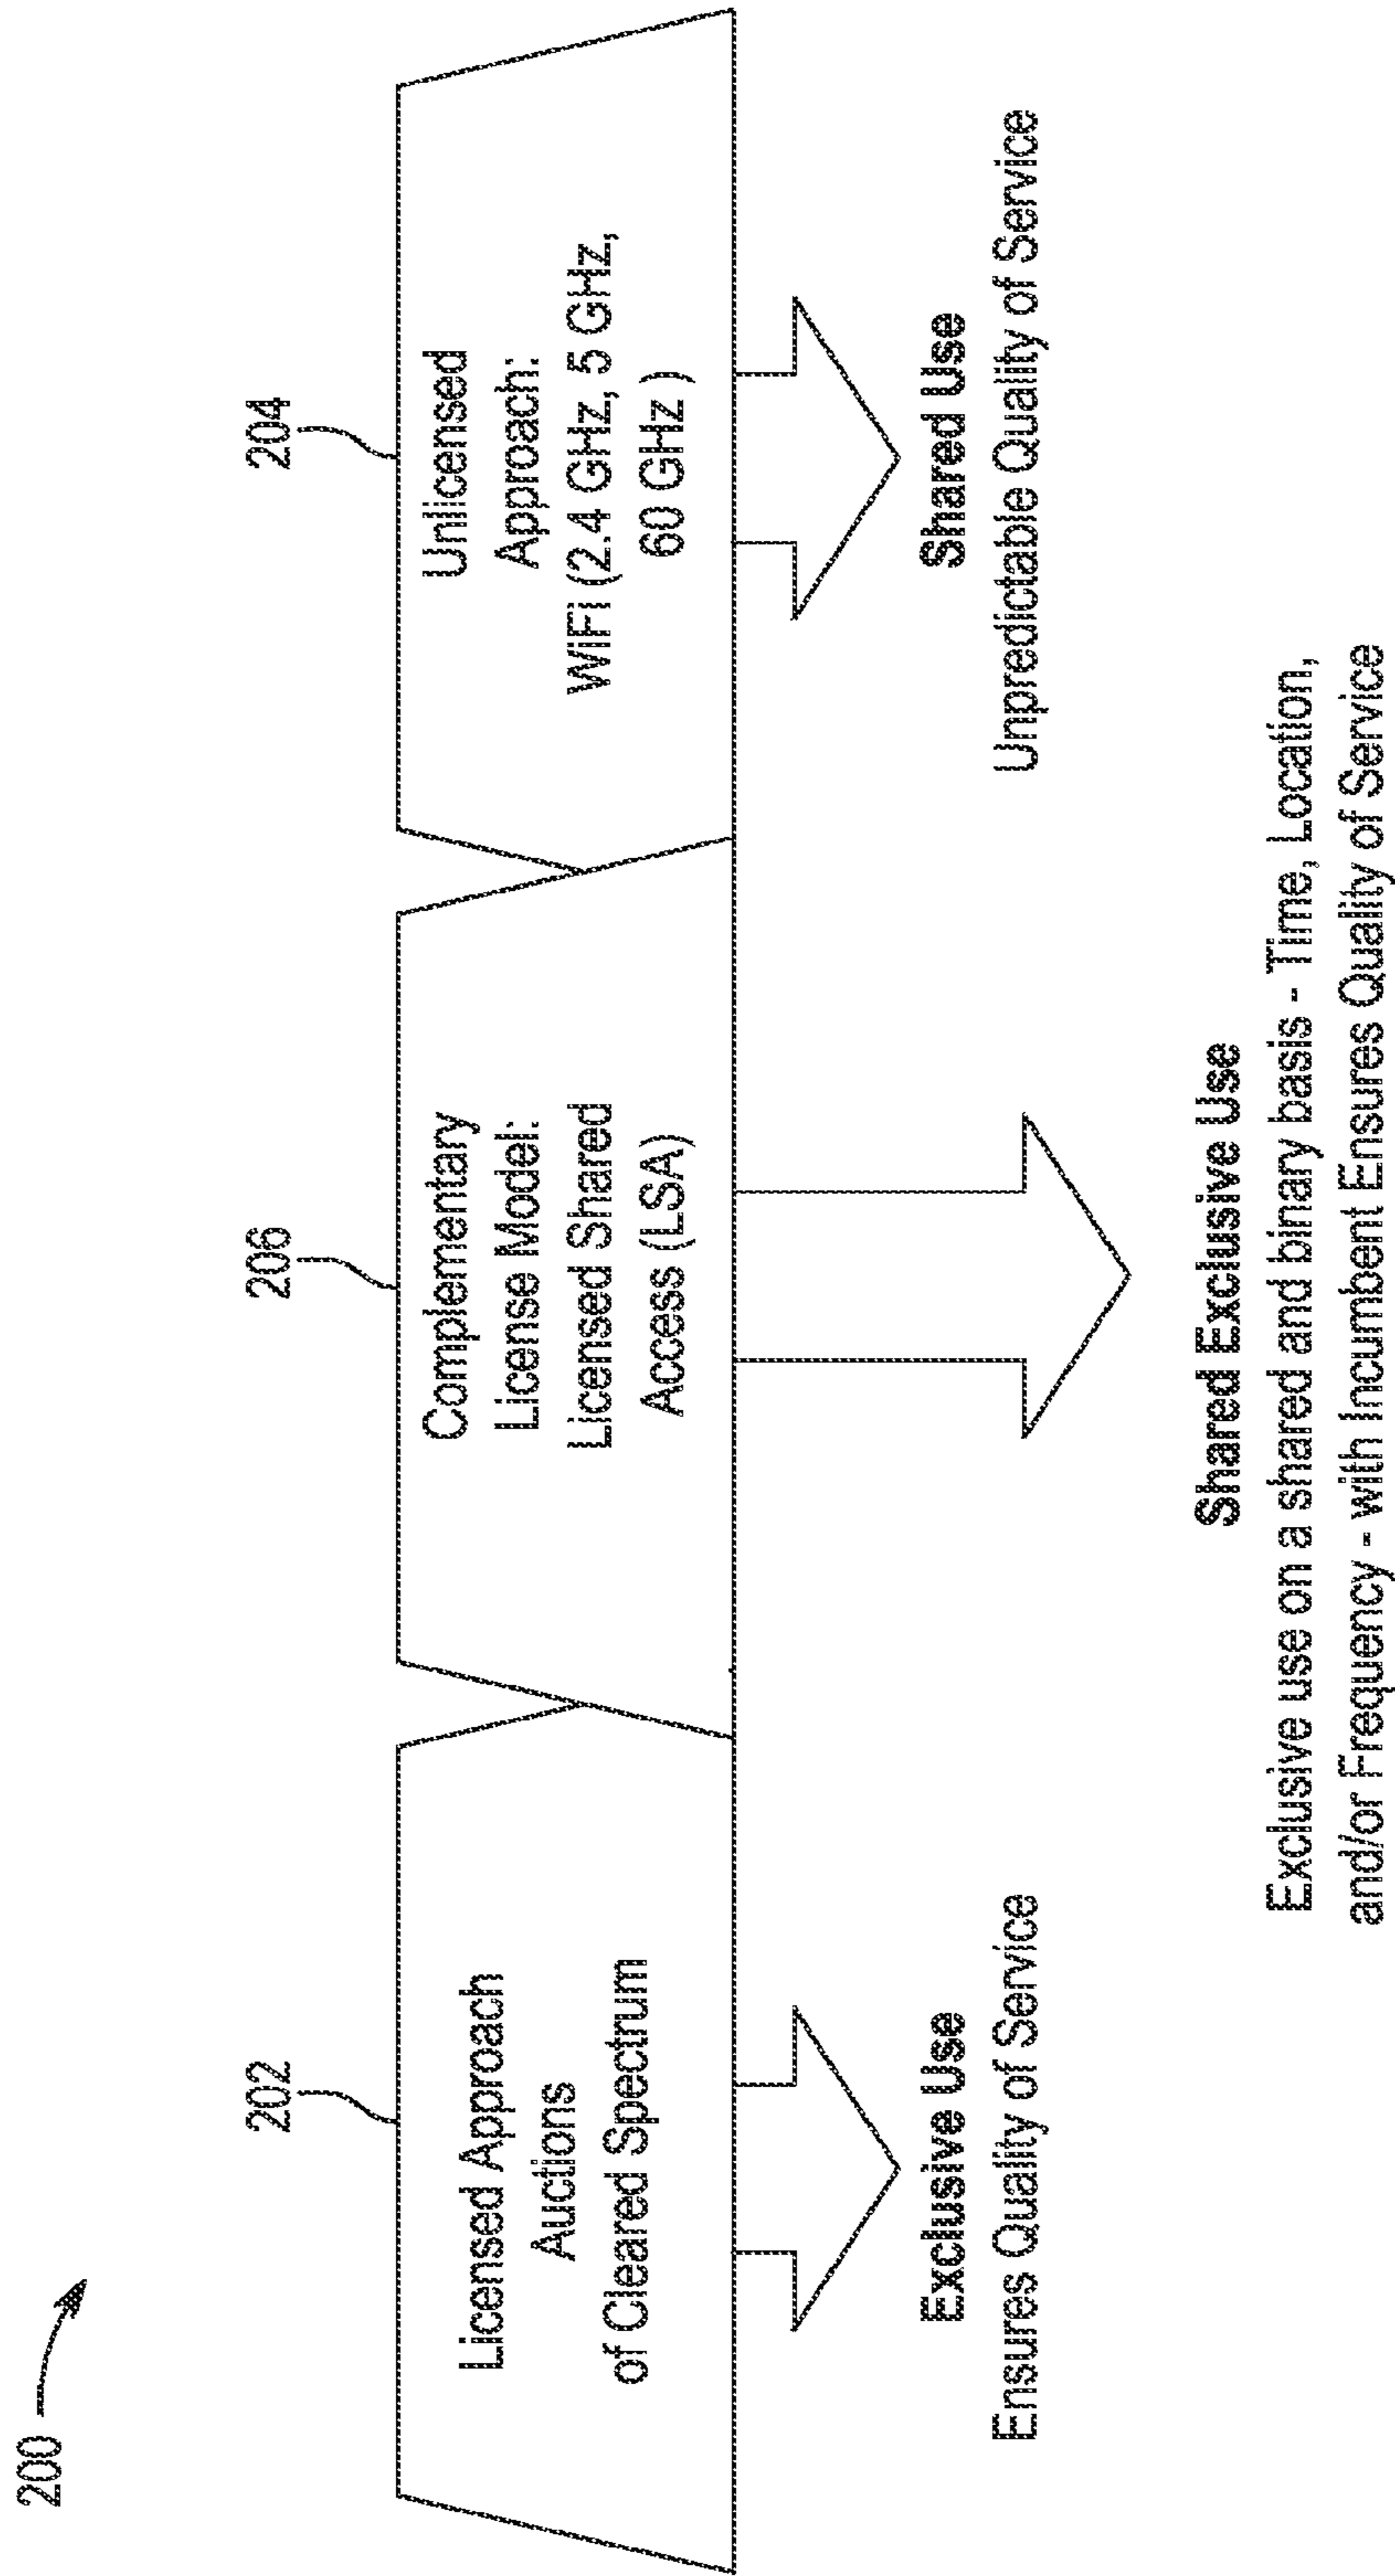 200
202
206
204
Licensed Approach
Auctions
of Cleared Spectrum
Complementary
License Model:
Licensed Shared
Access (LSA)
Unlicensed
Approach:
WiFi (2.4 GHz, 5 GHz,
60 GHz )
Exclusive Use
Ensures Quality of Service
Shared Use
Unpredictable Quality of Service
Shared Exclusive Use
Exclusive use on a shared and binary basis - Time, Location,
and/or Frequency - with Incumbent Ensures Quality of Service